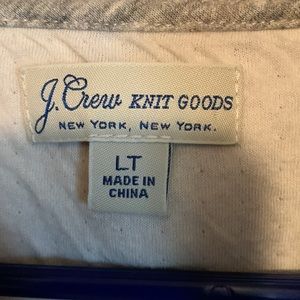 J.Crew KNIT GOODS
NEW YORK, NEW YORK.
LT
MADE IN
CHINA